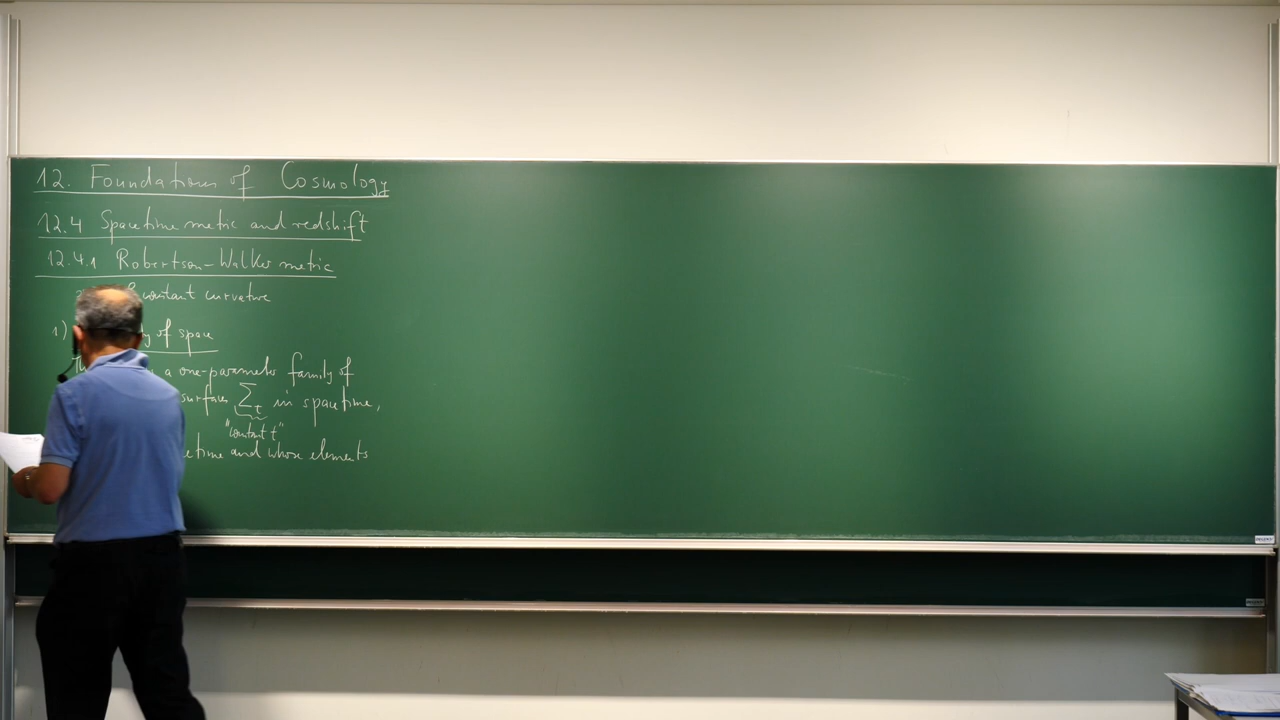 12. Foundations of Cosmology
12.4 Spacetime metric and redshift
12.4.1 Robertson-Walker metric
constant curvature
1) of space
a one-parameter family of
surfaces Σt in spacetime,
"constant t"
and whose elements